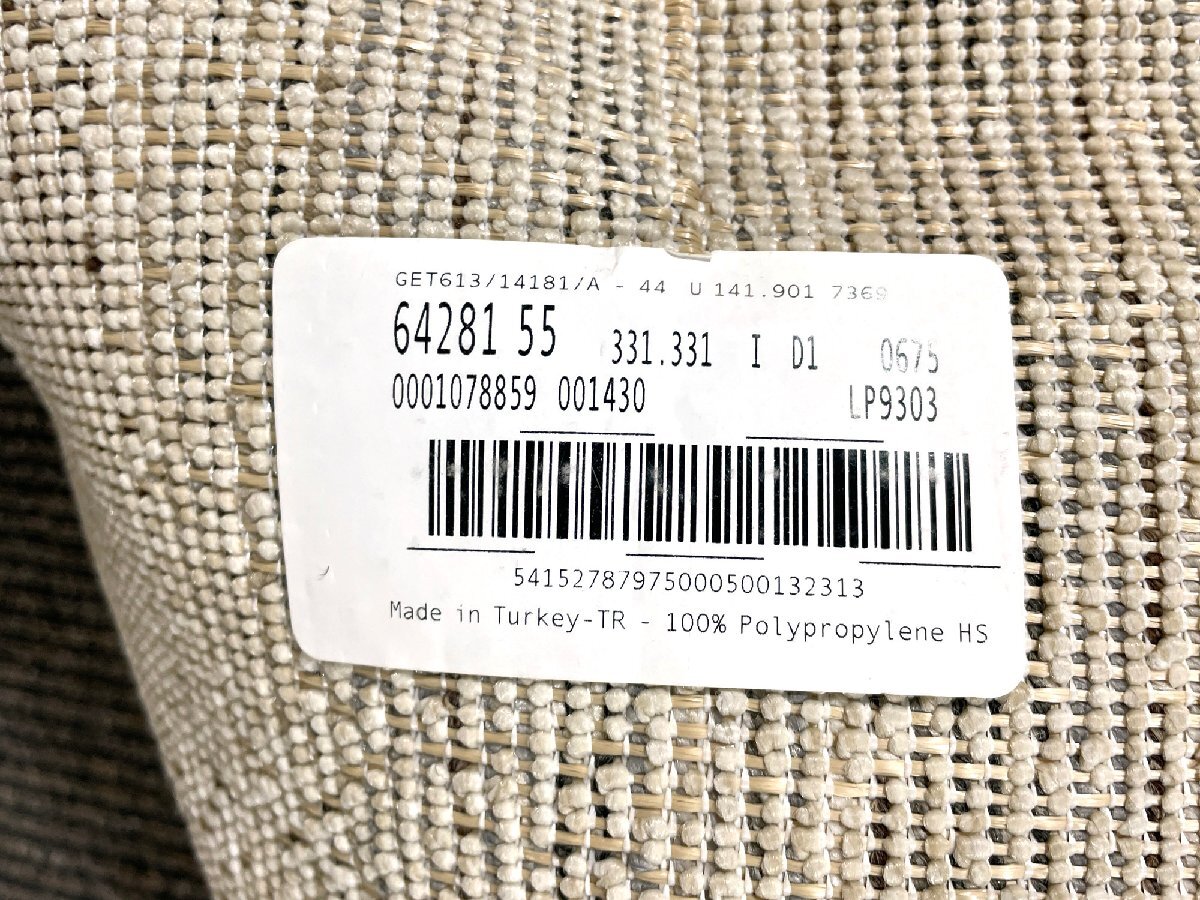 GET613/14181/A - 44 U 141.901 7369
64281 55 331.331 I D1 0675
0001078859 001430 LP9303
54152787975000500132313
Made in Turkey-TR - 100% Polypropylene HS